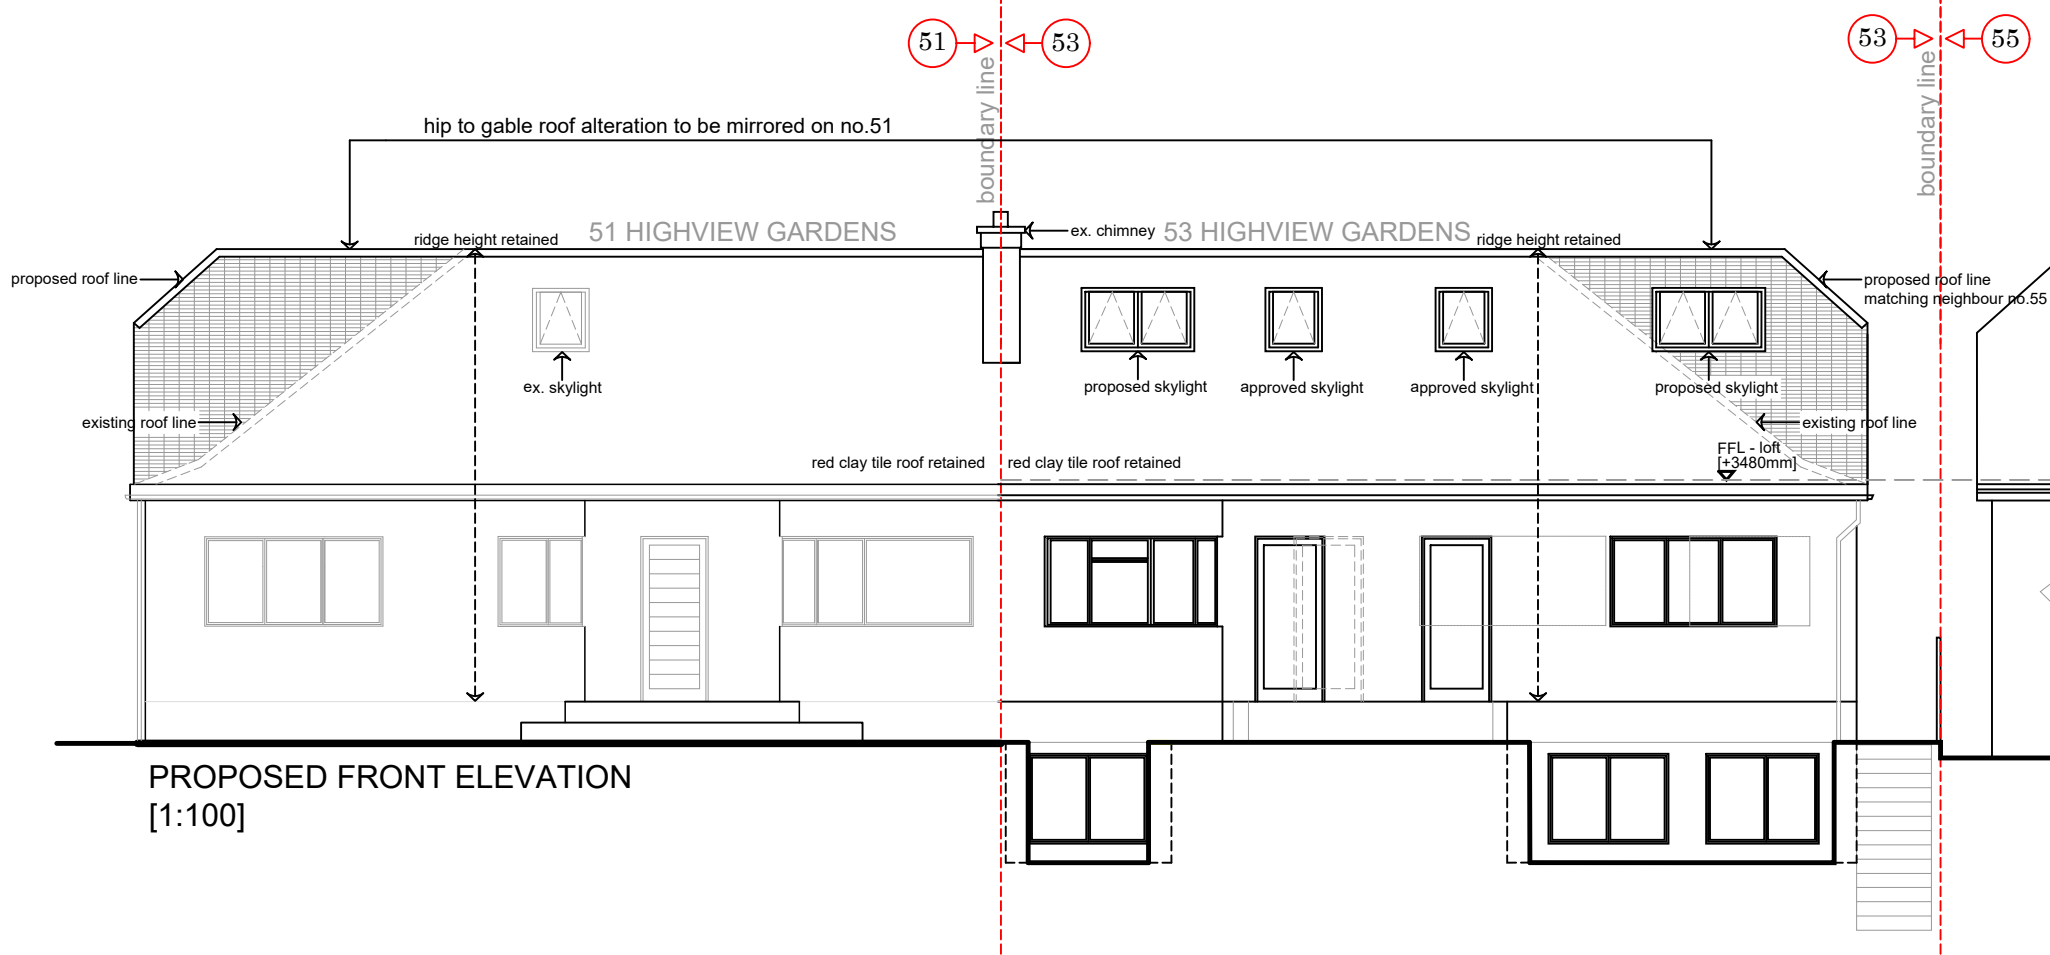 51
53
53
55
boundary line
boundary line
hip to gable roof alteration to be mirrored on no.51
51 HIGHVIEW GARDENS
ex. chimney
53 HIGHVIEW GARDENS
ridge height retained
ridge height retained
proposed roof line
proposed roof line
matching neighbour no.55
ex. skylight
proposed skylight
approved skylight
approved skylight
proposed skylight
existing roof line
existing roof line
FFL - loft
[+3480mm]
red clay tile roof retained
red clay tile roof retained
PROPOSED FRONT ELEVATION
[1:100]